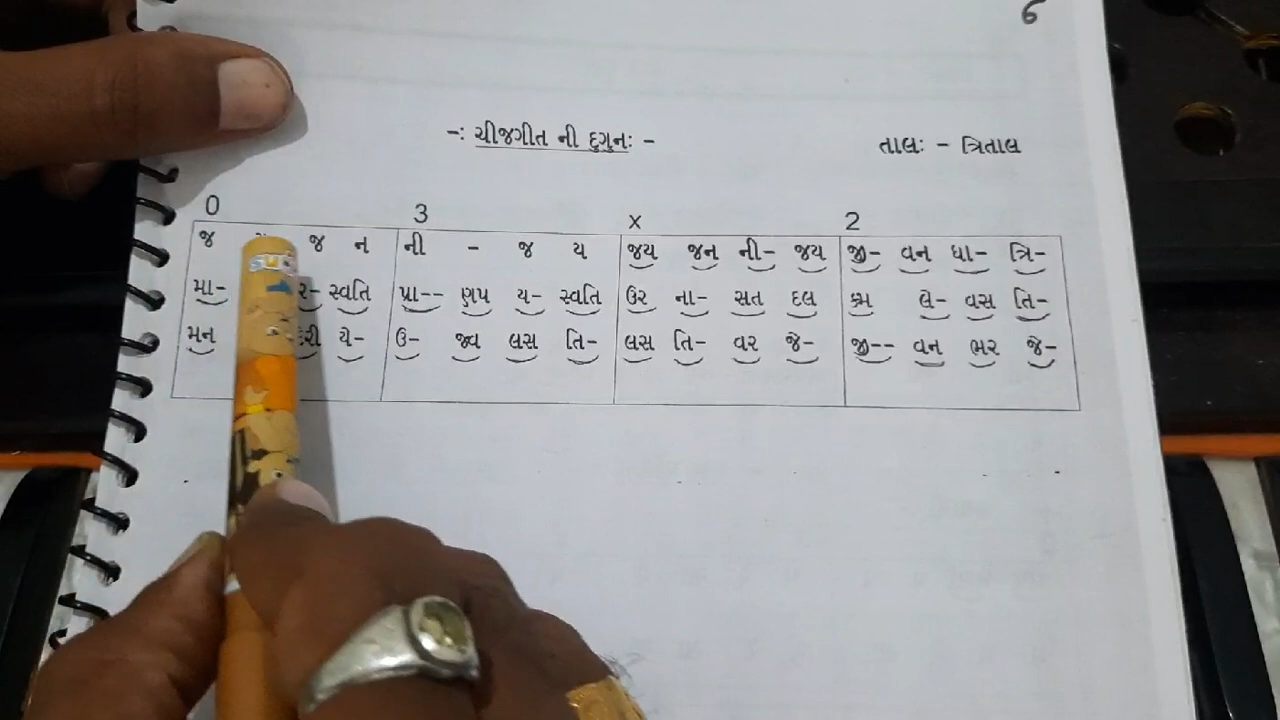 6
-: ચીજગીત ની દુગુનઃ - તાલઃ - ત્રિતાલ
0 3 x 2
જ જ ન ની - જ ય જય જન ની- જય જી- વન ધા- ત્રિ-
મા- ર- સ્વતિ પ્રા-- ણપ ય- સ્વતિ ઉર ના- સત દલ કમ લે- વસ તિ-
મન રી યે- ઉ- જ્વ લસ તિ- લસ તિ- વર જે- જી-- વન ભર જે-